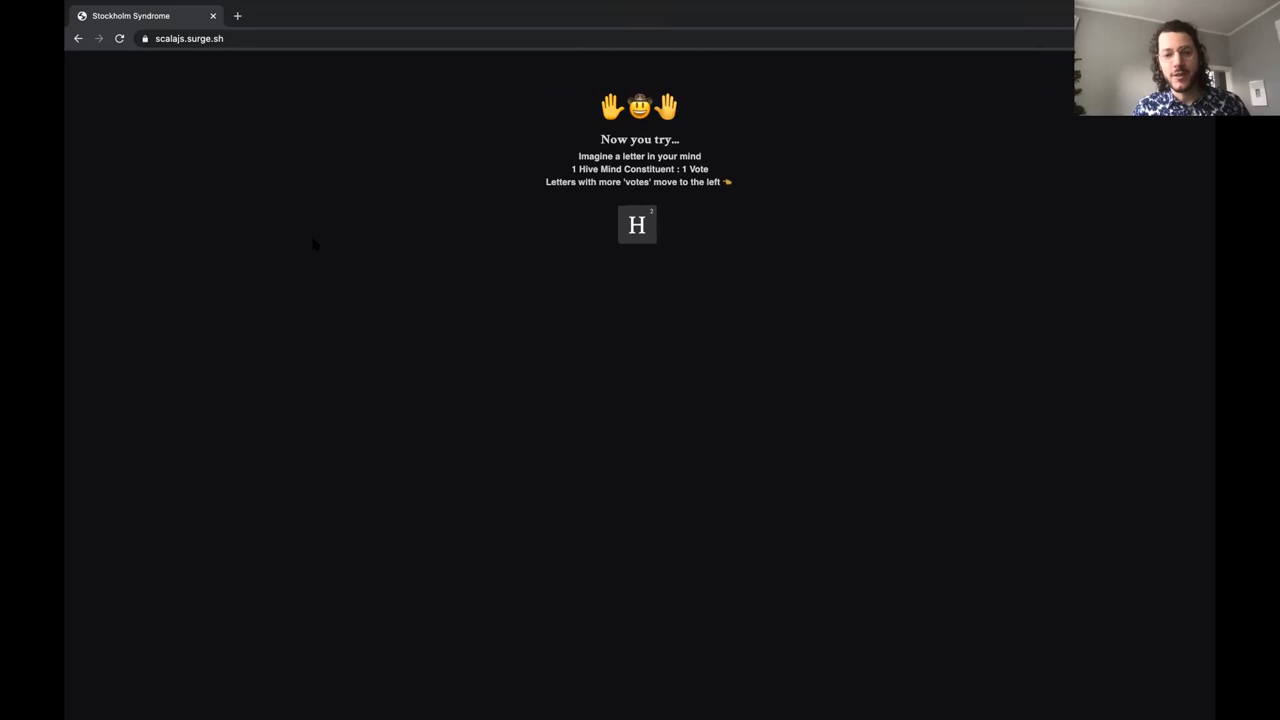 Stockholm Syndrome
scalajs.surge.sh
Now you try...
Imagine a letter in your mind
1 Hive Mind Constituent : 1 Vote
Letters with more 'votes' move to the left
H 2